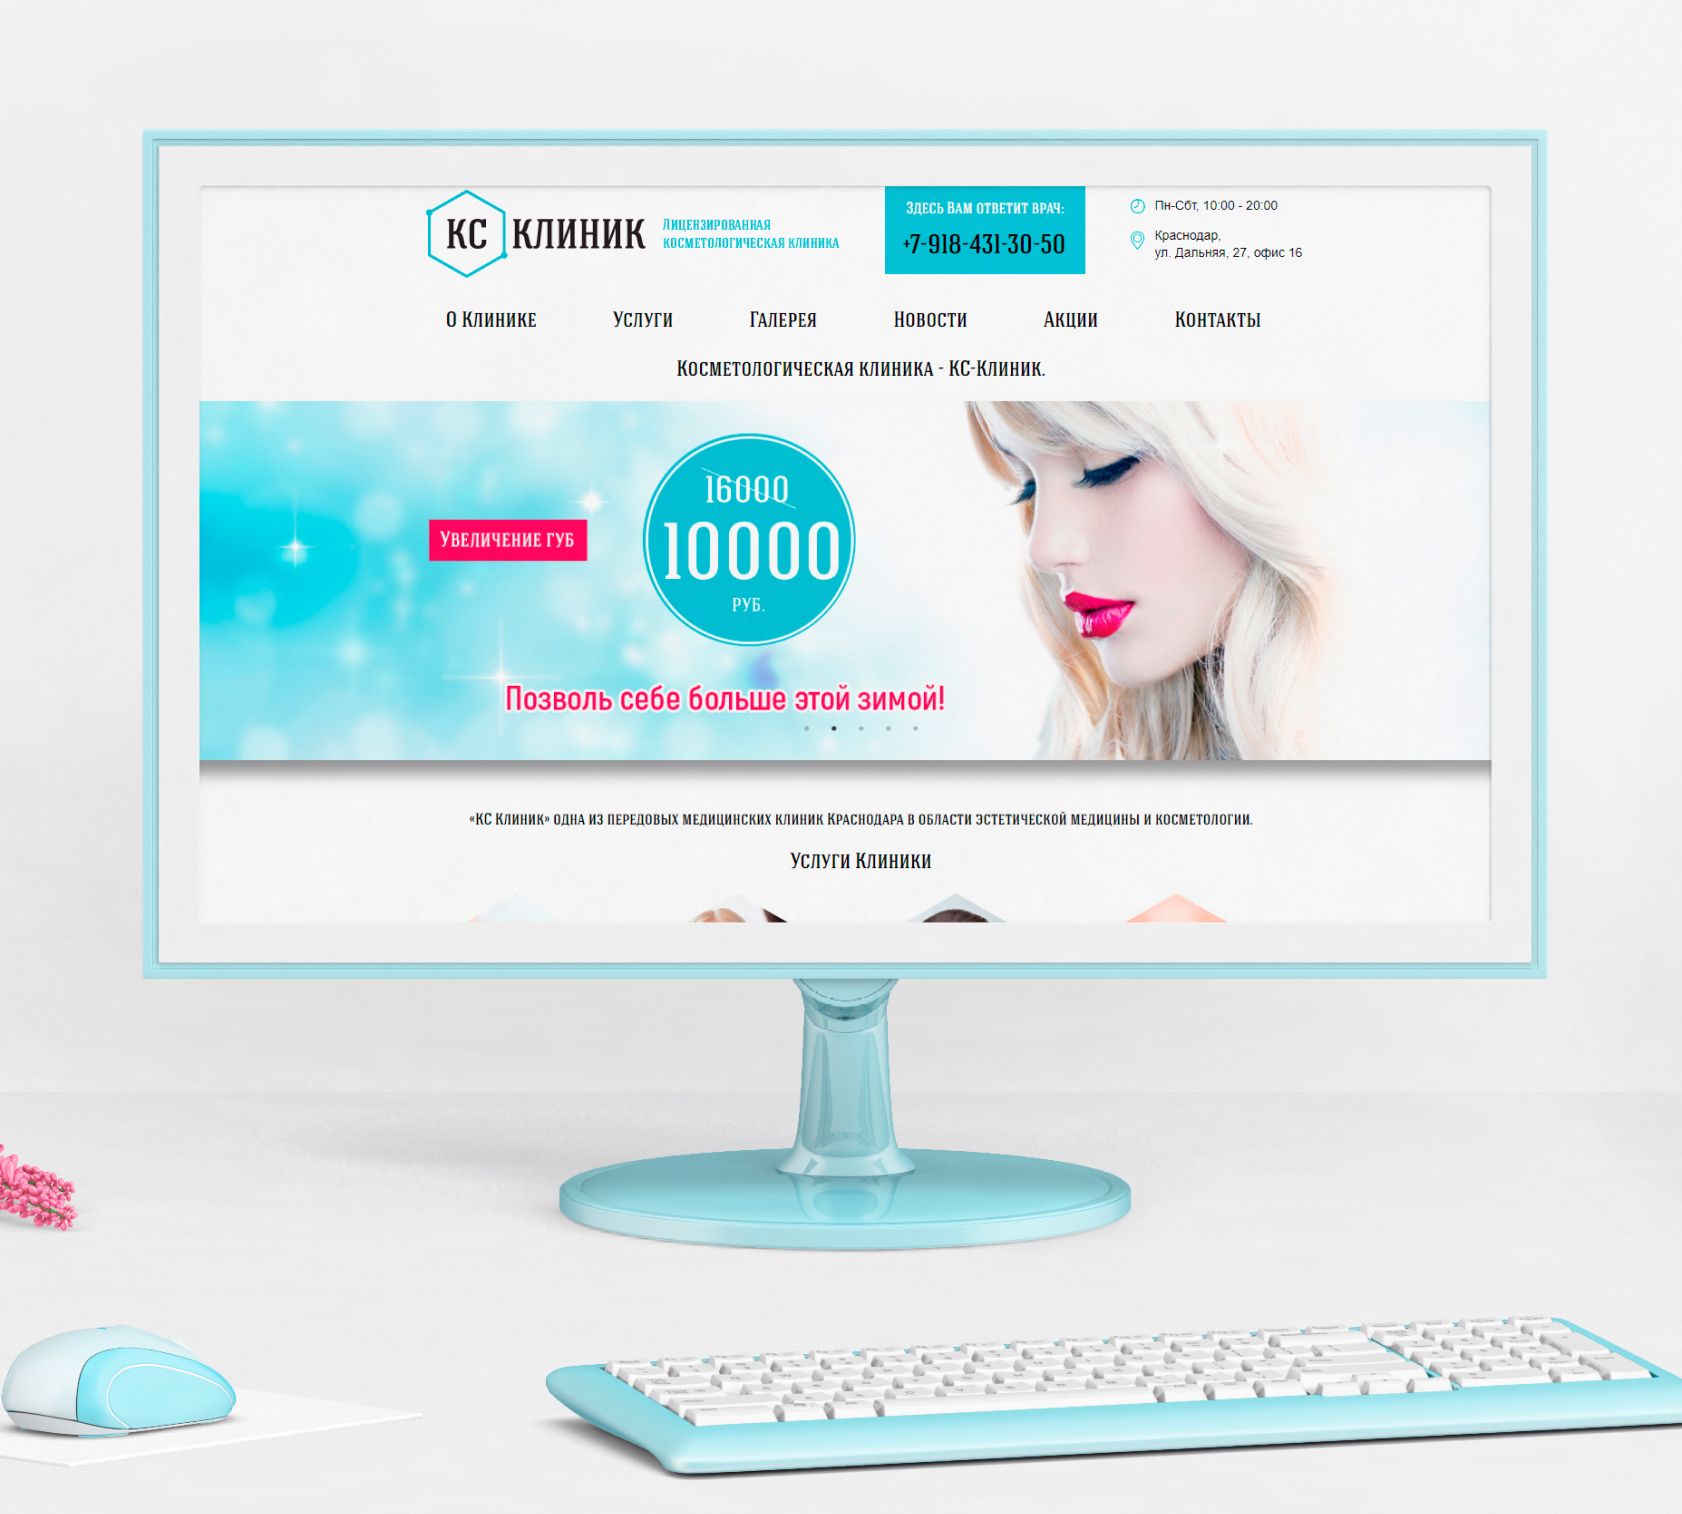 КС КЛИНИК
Лицензированная
косметологическая клиника
Здесь Вам ответит врач:
+7-918-431-30-50
Пн-Сбт, 10:00 - 20:00
Краснодар,
ул. Дальняя, 27, офис 16
О Клинике Услуги Галерея Новости Акции Контакты
Косметологическая клиника - КС-Клиник.
Увеличение губ
16000
10000
РУБ.
Позволь себе больше этой зимой!
«КС Клиник» одна из передовых медицинских клиник Краснодара в области эстетической медицины и косметологии.
Услуги Клиники